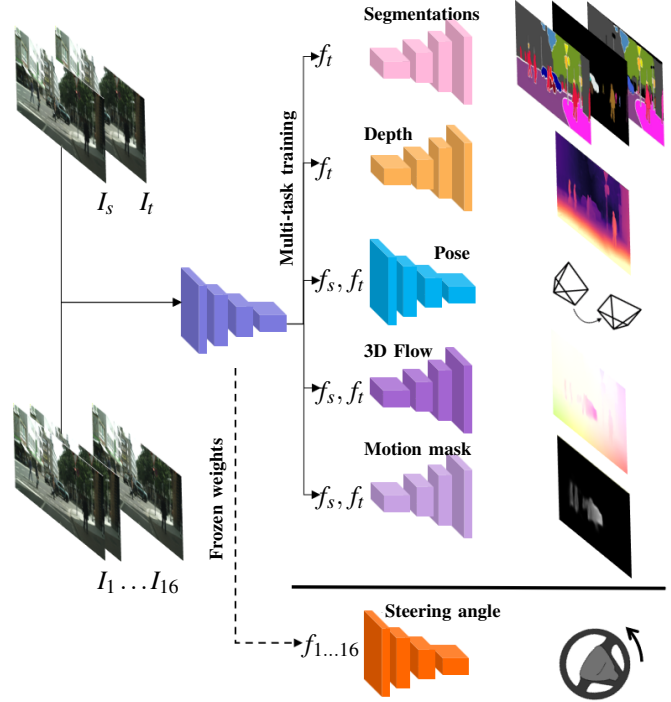 Segmentations
f_t
I_s I_t
Multi-task training
Depth
f_t
Pose
f_s, f_t
3D Flow
f_s, f_t
Motion mask
f_s, f_t
I_1 ... I_16
Frozen weights
Steering angle
f_1...16